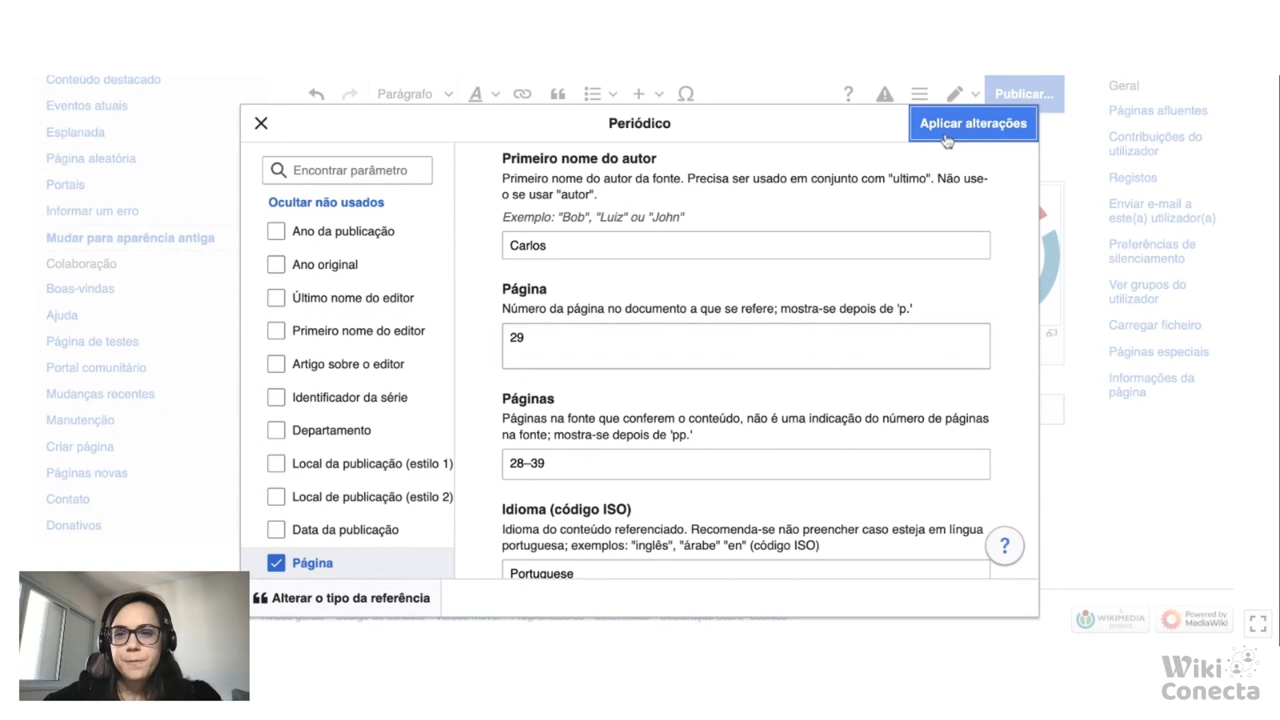 Conteúdo destacado
Eventos atuais
Esplanada
Página aleatória
Portais
Informar um erro
Mudar para aparência antiga
Colaboração
Boas-vindas
Ajuda
Página de testes
Portal comunitário
Mudanças recentes
Manutenção
Criar página
Páginas novas
Contato
Donativos
Parágrafo
A
Ω
?
Publicar...
Periódico
Aplicar alterações
Encontrar parâmetro
Ocultar não usados
Ano da publicação
Ano original
Último nome do editor
Primeiro nome do editor
Artigo sobre o editor
Identificador da série
Departamento
Local da publicação (estilo 1)
Local de publicação (estilo 2)
Data da publicação
Página
Alterar o tipo da referência
Primeiro nome do autor
Primeiro nome do autor da fonte. Precisa ser usado em conjunto com "ultimo". Não use-
o se usar "autor".
Exemplo: "Bob", "Luiz" ou "John"
Carlos
Página
Número da página no documento a que se refere; mostra-se depois de 'p.'
29
Páginas
Páginas na fonte que conferem o conteúdo, não é uma indicação do número de páginas
na fonte; mostra-se depois de 'pp.'
28–39
Idioma (código ISO)
Idioma do conteúdo referenciado. Recomenda-se não preencher caso esteja em língua
portuguesa; exemplos: "inglês", "árabe" "en" (código ISO)
Portuguese
?
Geral
Páginas afluentes
Contribuições do
utilizador
Registos
Enviar e-mail a
este(a) utilizador(a)
Preferências de
silenciamento
Ver grupos do
utilizador
Carregar ficheiro
Páginas especiais
Informações da
página
WIKIMEDIA
project
Powered by
MediaWiki
Wiki
Conecta